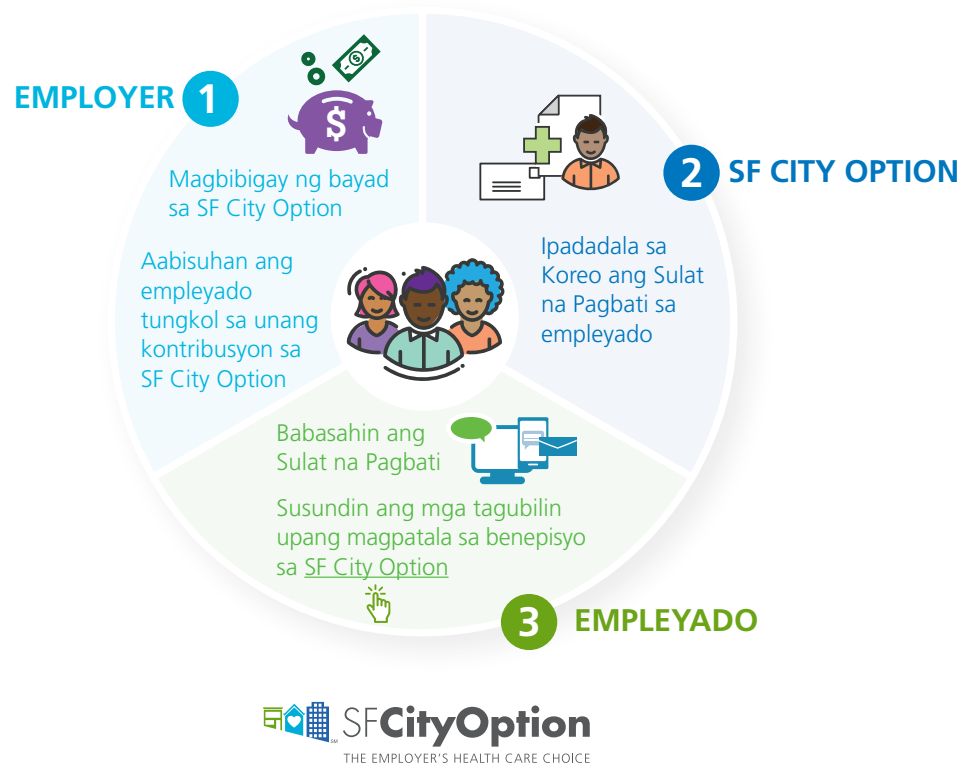 EMPLOYER 1
$
Magbibigay ng bayad
sa SF City Option
Aabisuhan ang
empleyado
tungkol sa unang
kontribusyon sa
SF City Option
2 SF CITY OPTION
Ipadadala sa
Koreo ang Sulat
na Pagbati sa
empleyado
Babasahin ang
Sulat na Pagbati
Susundin ang mga tagubilin
upang magpatala sa benepisyo
sa SF City Option
3 EMPLEYADO
SFCityOption
SM
THE EMPLOYER'S HEALTH CARE CHOICE